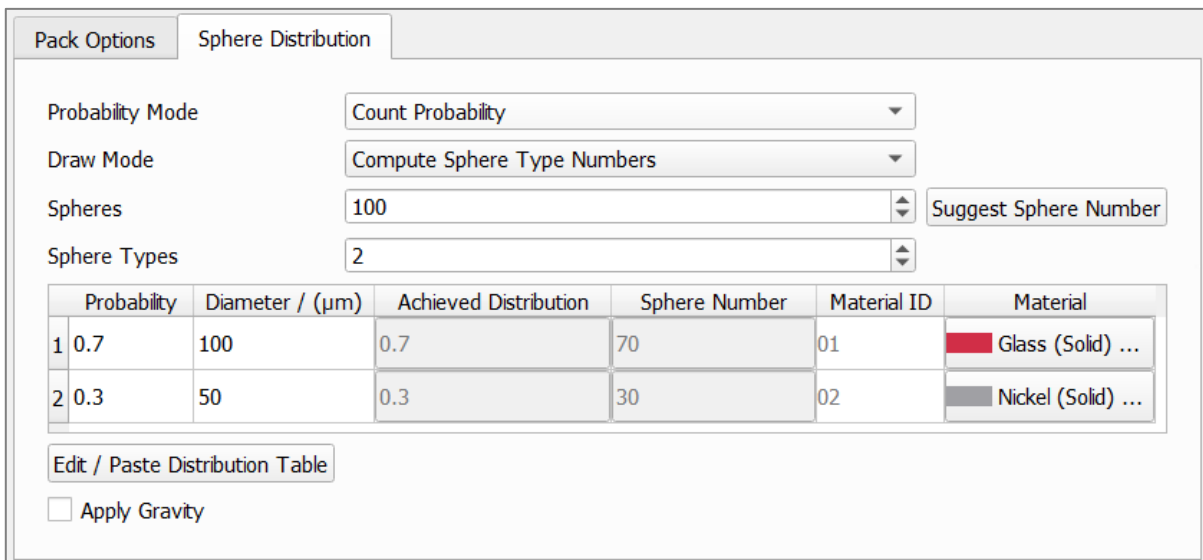 Pack Options Sphere Distribution
Probability Mode Count Probability
Draw Mode Compute Sphere Type Numbers
Spheres 100 Suggest Sphere Number
Sphere Types 2
Probability Diameter / (µm) Achieved Distribution Sphere Number Material ID Material
1 0.7 100 0.7 70 01 Glass (Solid) ...
2 0.3 50 0.3 30 02 Nickel (Solid) ...
Edit / Paste Distribution Table
Apply Gravity